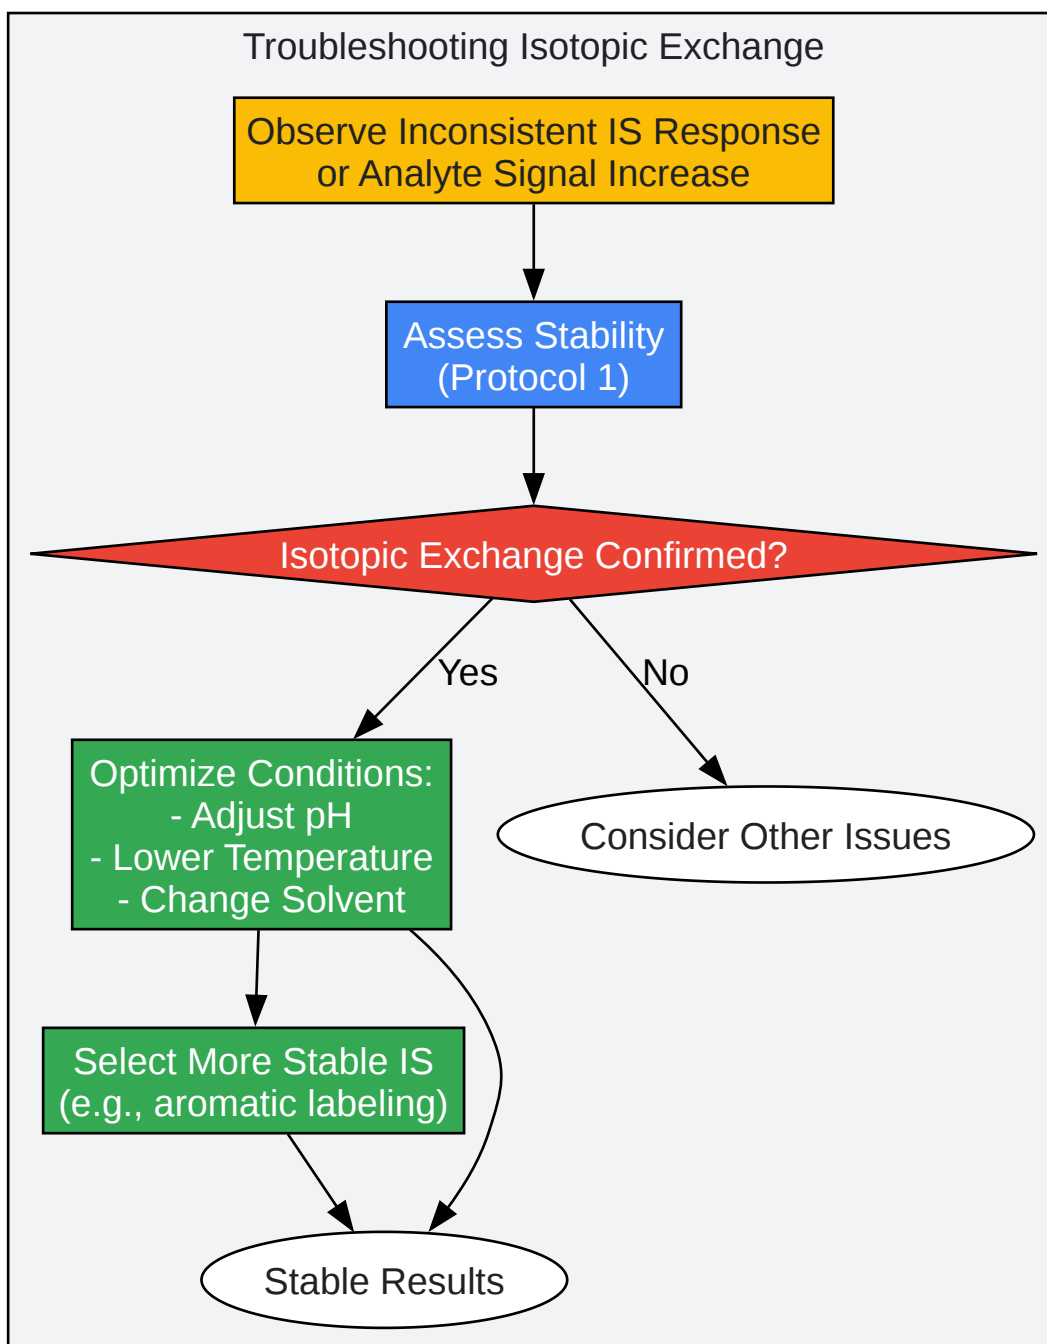 Troubleshooting Isotopic Exchange
Observe Inconsistent IS Response
or Analyte Signal Increase
Assess Stability
(Protocol 1)
Isotopic Exchange Confirmed?
Yes
No
Optimize Conditions:
- Adjust pH
- Lower Temperature
- Change Solvent
Consider Other Issues
Select More Stable IS
(e.g., aromatic labeling)
Stable Results